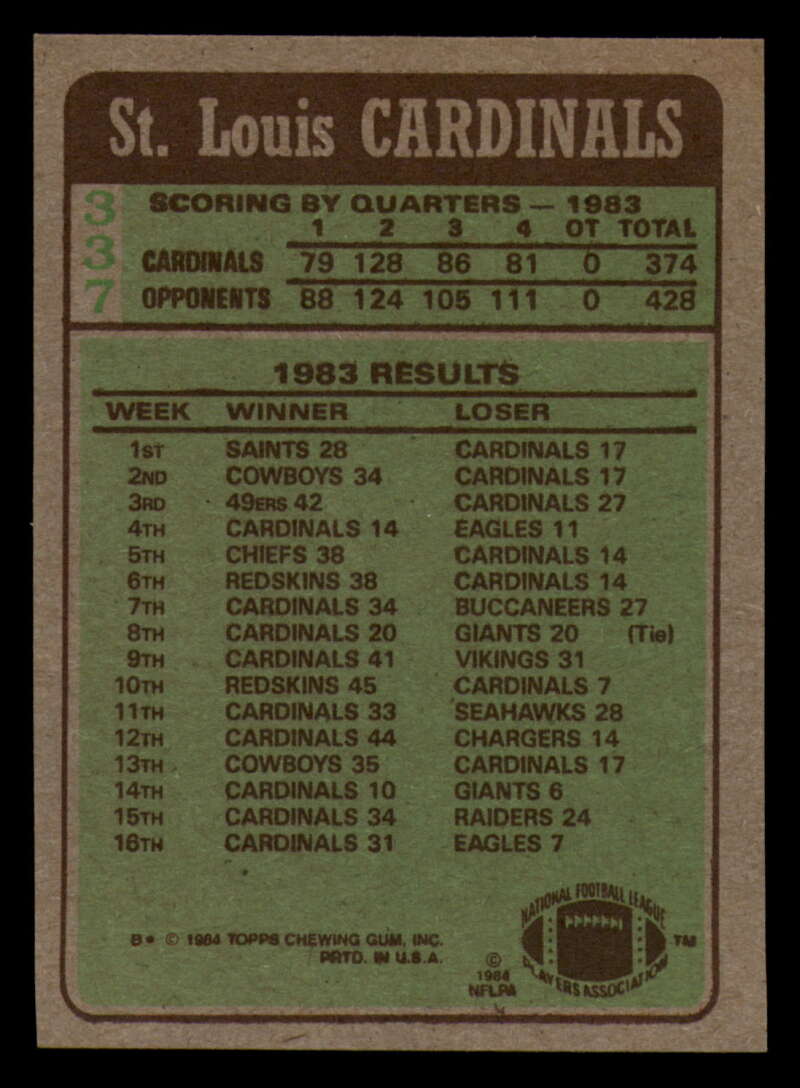 St. Louis CARDINALS
337
SCORING BY QUARTERS — 1983
1 2 3 4 OT TOTAL
CARDINALS 79 128 86 81 0 374
OPPONENTS 88 124 105 111 0 428
1983 RESULTS
WEEK WINNER LOSER
1ST SAINTS 28 CARDINALS 17
2ND COWBOYS 34 CARDINALS 17
3RD 49ERS 42 CARDINALS 27
4TH CARDINALS 14 EAGLES 11
5TH CHIEFS 38 CARDINALS 14
6TH REDSKINS 38 CARDINALS 14
7TH CARDINALS 34 BUCCANEERS 27
8TH CARDINALS 20 GIANTS 20 (Tie)
9TH CARDINALS 41 VIKINGS 31
10TH REDSKINS 45 CARDINALS 7
11TH CARDINALS 33 SEAHAWKS 28
12TH CARDINALS 44 CHARGERS 14
13TH COWBOYS 35 CARDINALS 17
14TH CARDINALS 10 GIANTS 6
15TH CARDINALS 34 RAIDERS 24
16TH CARDINALS 31 EAGLES 7
B* © 1984 TOPPS CHEWING GUM, INC.
PRTD. IN U.S.A.
©
1984
NFLPA
NATIONAL FOOTBALL LEAGUE
PLAYERS ASSOCIATION
TM